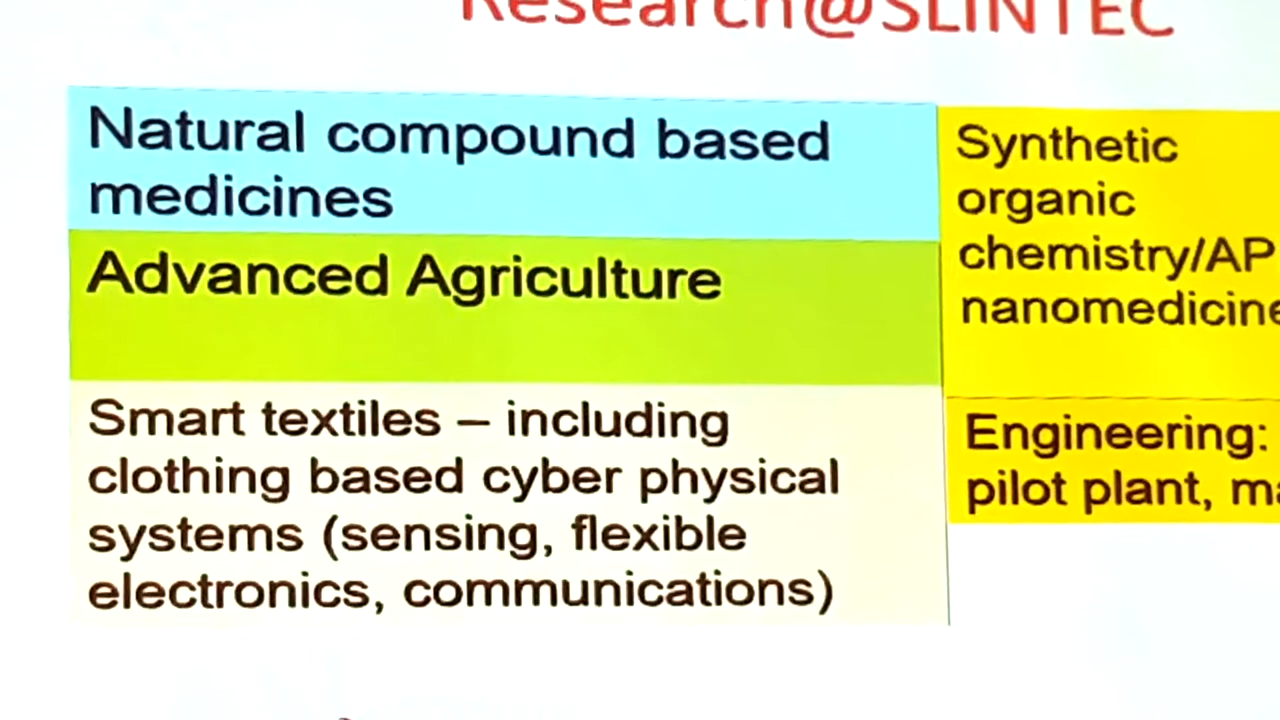 Research@SLINTEC
Natural compound based
medicines
Advanced Agriculture
Smart textiles – including
clothing based cyber physical
systems (sensing, flexible
electronics, communications)
Synthetic
organic
chemistry/AP
nanomedicine
Engineering:
pilot plant,